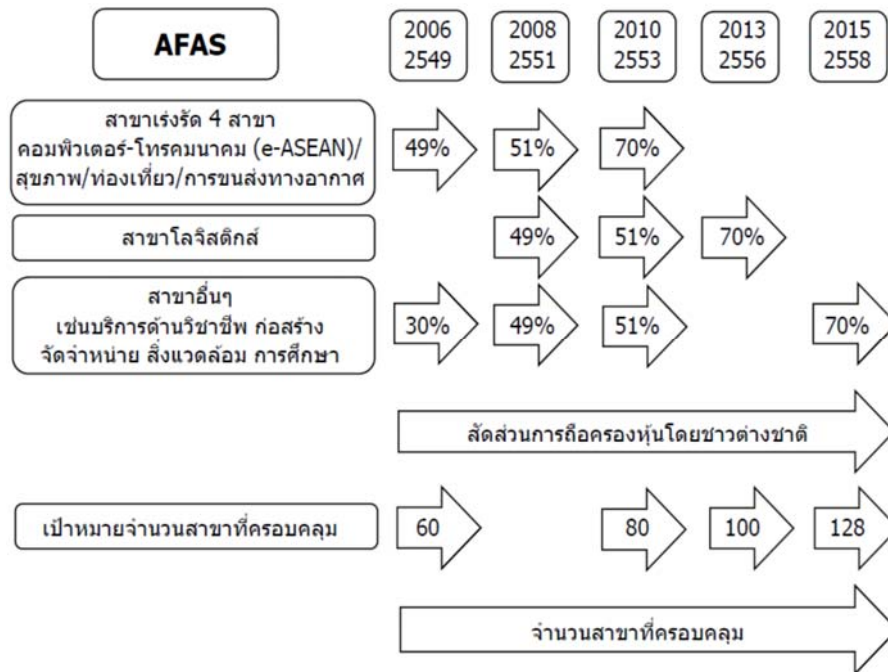 AFAS
2006
2549
2008
2551
2010
2553
2013
2556
2015
2558
สาขาเร่งรัด 4 สาขา
คอมพิวเตอร์-โทรคมนาคม (e-ASEAN)/
สุขภาพ/ท่องเที่ยว/การขนส่งทางอากาศ
49%
51%
70%
สาขาโลจิสติกส์
49%
51%
70%
สาขาอื่นๆ
เช่นบริการด้านวิชาชีพ ก่อสร้าง
จัดจำหน่าย สิ่งแวดล้อม การศึกษา
30%
49%
51%
70%
สัดส่วนการถือครองหุ้นโดยชาวต่างชาติ
เป้าหมายจำนวนสาขาที่ครอบคลุม
60
80
100
128
จำนวนสาขาที่ครอบคลุม